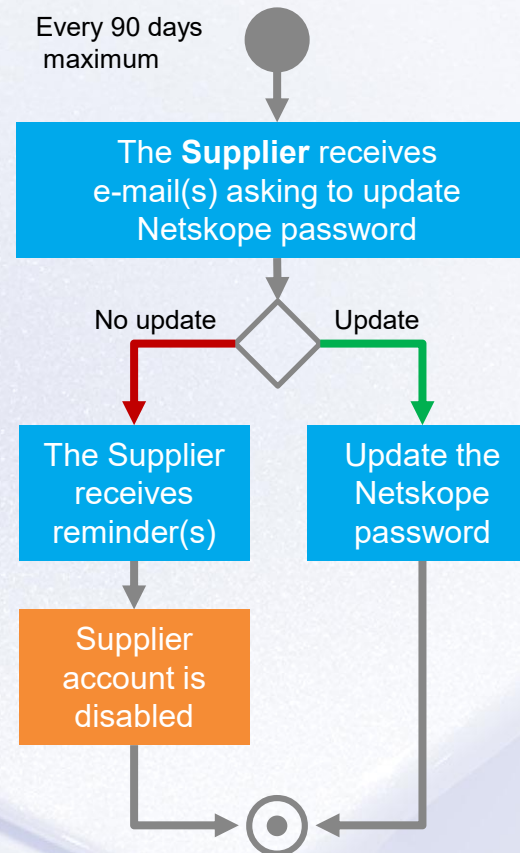 Every 90 days
maximum
The Supplier receives
e-mail(s) asking to update
Netskope password
No update
Update
The Supplier
receives
reminder(s)
Update the
Netskope
password
Supplier
account is
disabled